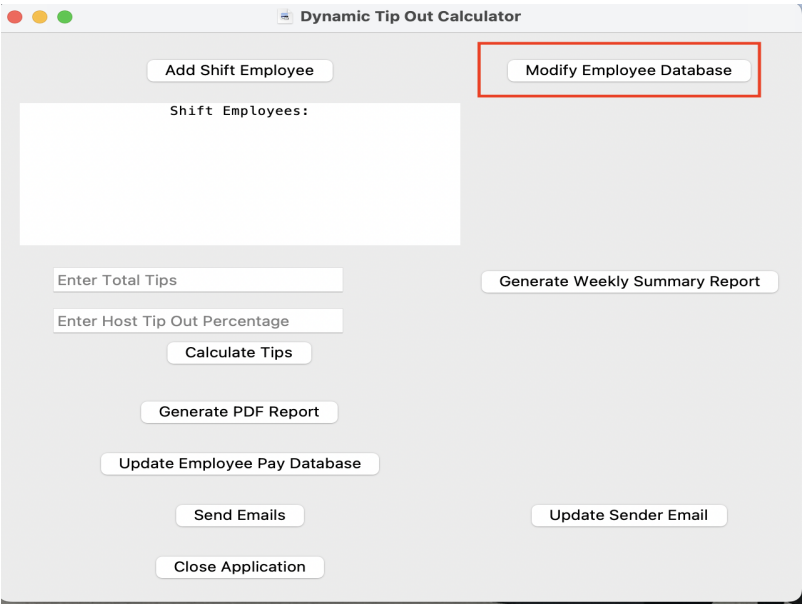 Dynamic Tip Out Calculator
Add Shift Employee
Modify Employee Database
Shift Employees:
Enter Total Tips
Generate Weekly Summary Report
Enter Host Tip Out Percentage
Calculate Tips
Generate PDF Report
Update Employee Pay Database
Send Emails
Update Sender Email
Close Application